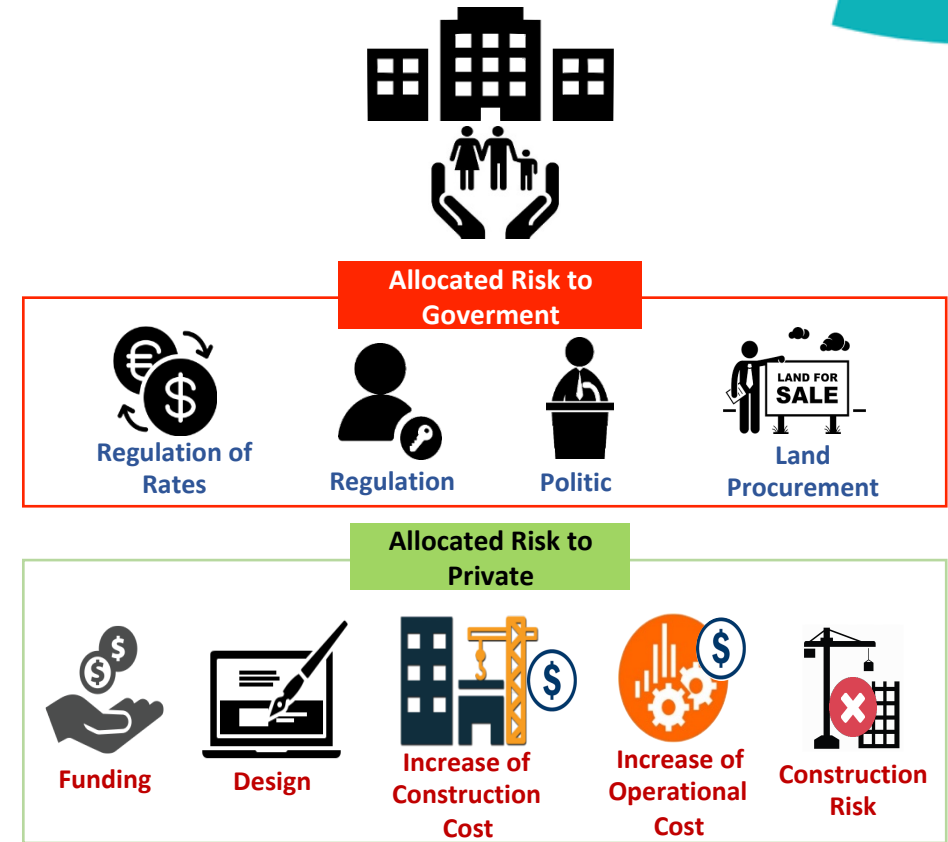 Allocated Risk to
Goverment
LAND FOR
SALE
Regulation of
Rates
Regulation
Politic
Land
Procurement
Allocated Risk to
Private
Funding
Design
Increase of
Construction
Cost
Increase of
Operational
Cost
Construction
Risk